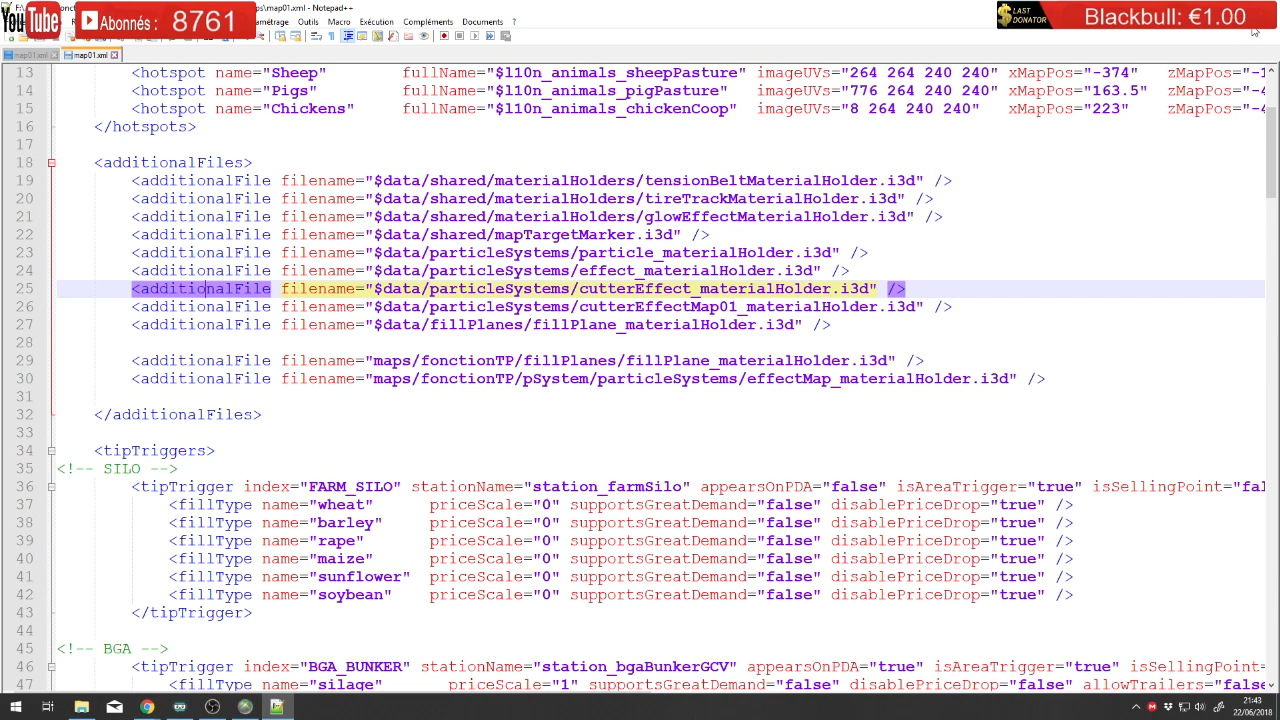 YouTube
Abonnés : 8761
LAST DONATOR
Blackbull: €1.00
Notepad++
Outils Macro Exécution Compléments Documents ?
map01.xml map01.xml
13 <hotspot name="Sheep" fullName="$l10n_animals_sheepPasture" imageUVs="264 264 240 240" xMapPos="-374" zMapPos="-1
14 <hotspot name="Pigs" fullName="$l10n_animals_pigPasture" imageUVs="776 264 240 240" xMapPos="163.5" zMapPos="-4
15 <hotspot name="Chickens" fullName="$l10n_animals_chickenCoop" imageUVs="8 264 240 240" xMapPos="223" zMapPos="-4
16 </hotspots>
17
18 <additionalFiles>
19 <additionalFile filename="$data/shared/materialHolders/tensionBeltMaterialHolder.i3d" />
20 <additionalFile filename="$data/shared/materialHolders/tireTrackMaterialHolder.i3d" />
21 <additionalFile filename="$data/shared/materialHolders/glowEffectMaterialHolder.i3d" />
22 <additionalFile filename="$data/shared/mapTargetMarker.i3d" />
23 <additionalFile filename="$data/particleSystems/particle_materialHolder.i3d" />
24 <additionalFile filename="$data/particleSystems/effect_materialHolder.i3d" />
25 <additionalFile filename="$data/particleSystems/cutterEffect_materialHolder.i3d" />
26 <additionalFile filename="$data/particleSystems/cutterEffectMap01_materialHolder.i3d" />
27 <additionalFile filename="$data/fillPlanes/fillPlane_materialHolder.i3d" />
28
29 <additionalFile filename="maps/fonctionTP/fillPlanes/fillPlane_materialHolder.i3d" />
30 <additionalFile filename="maps/fonctionTP/pSystem/particleSystems/effectMap_materialHolder.i3d" />
31
32 </additionalFiles>
33
34 <tipTriggers>
35 <!-- SILO -->
36 <tipTrigger index="FARM_SILO" stationName="station_farmSilo" appearsOnPDA="false" isAreaTrigger="true" isSellingPoint="fal
37 <fillType name="wheat" priceScale="0" supportsGreatDemand="false" disablePriceDrop="true" />
38 <fillType name="barley" priceScale="0" supportsGreatDemand="false" disablePriceDrop="true" />
39 <fillType name="rape" priceScale="0" supportsGreatDemand="false" disablePriceDrop="true" />
40 <fillType name="maize" priceScale="0" supportsGreatDemand="false" disablePriceDrop="true" />
41 <fillType name="sunflower" priceScale="0" supportsGreatDemand="false" disablePriceDrop="true" />
42 <fillType name="soybean" priceScale="0" supportsGreatDemand="false" disablePriceDrop="true" />
43 </tipTrigger>
44
45 <!-- BGA -->
46 <tipTrigger index="BGA_BUNKER" stationName="station_bgaBunkerGCV" appearsOnPDA="true" isAreaTrigger="true" isSellingPoint=
47 <fillType name="silage" priceScale="1" supportsGreatDemand="false" disablePriceDrop="true" allowTrailers="false
21:43
22/06/2018